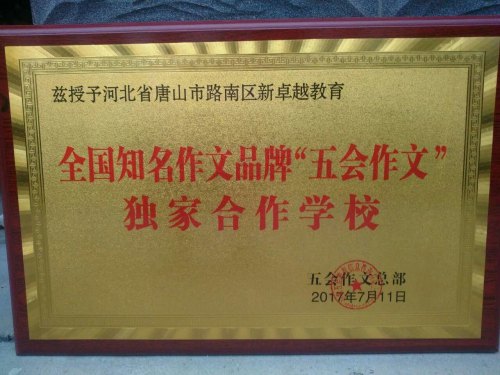 兹授予河北省唐山市路南区新卓越教育
全国知名作文品牌“五会作文”
独家合作学校
五会作文总部
2017年7月11日